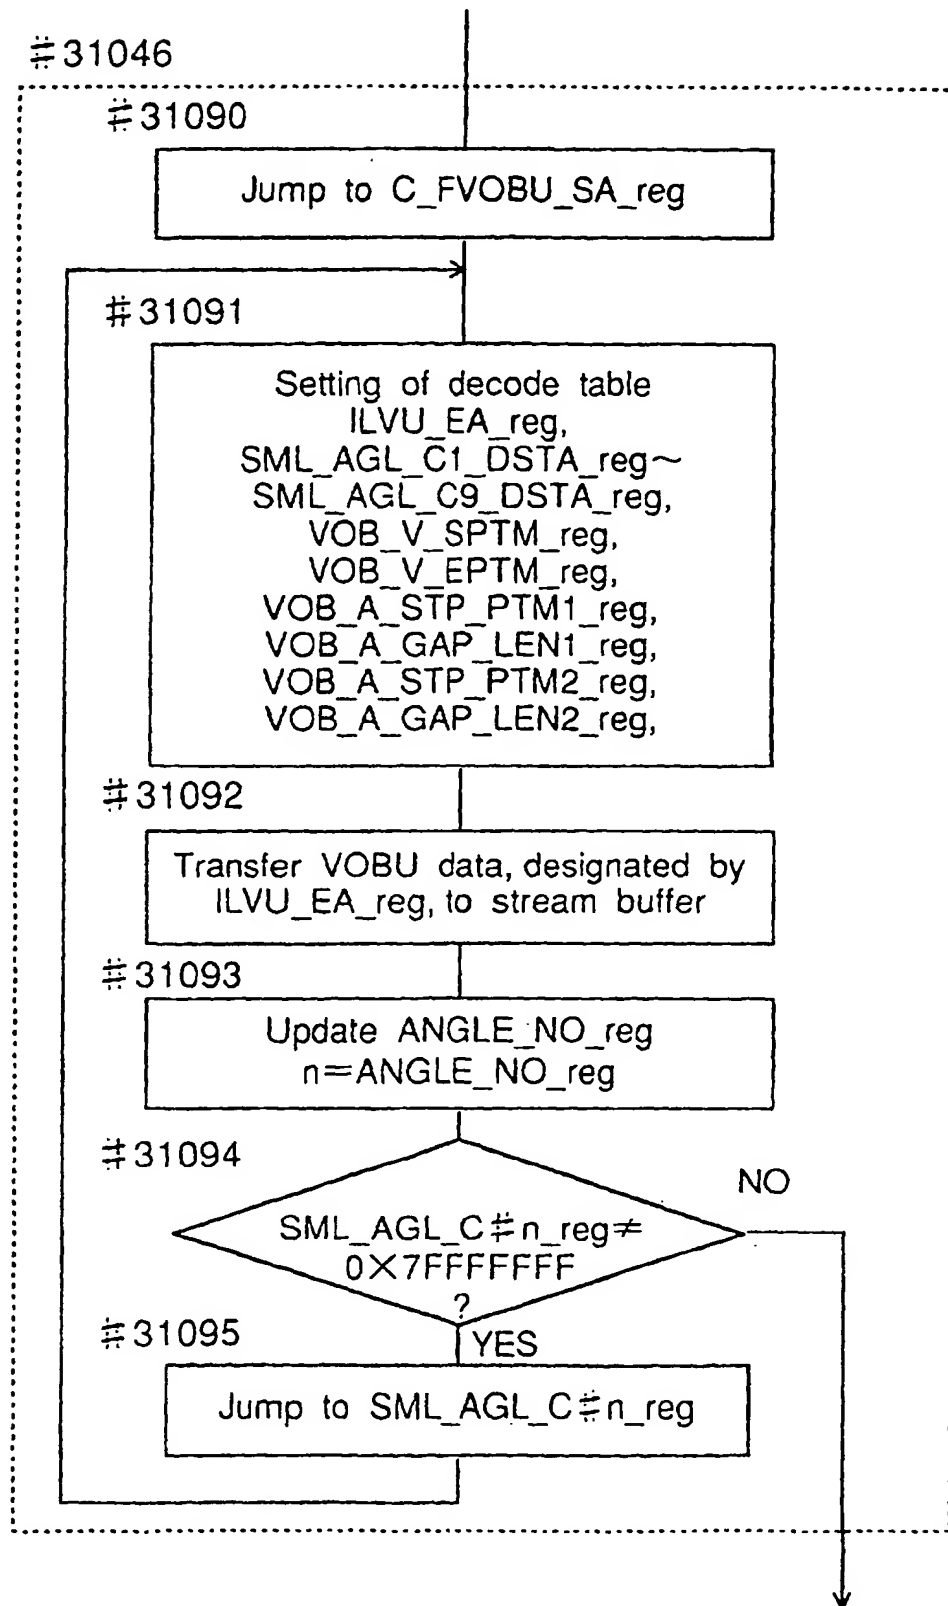 #31046
#31090
Jump to C_FVOBU_SA_reg
#31091
Setting of decode table
ILVU_EA_reg,
SML_AGL_C1_DSTA_reg~
SML_AGL_C9_DSTA_reg,
VOB_V_SPTM_reg,
VOB_V_EPTM_reg,
VOB_A_STP_PTM1_reg,
VOB_A_GAP_LEN1_reg,
VOB_A_STP_PTM2_reg,
VOB_A_GAP_LEN2_reg,
#31092
Transfer VOBU data, designated by
ILVU_EA_reg, to stream buffer
#31093
Update ANGLE_NO_reg
n=ANGLE_NO_reg
#31094
NO
SML_AGL_C#n_reg≠
0×7FFFFFFF
?
#31095
YES
Jump to SML_AGL_C#n_reg